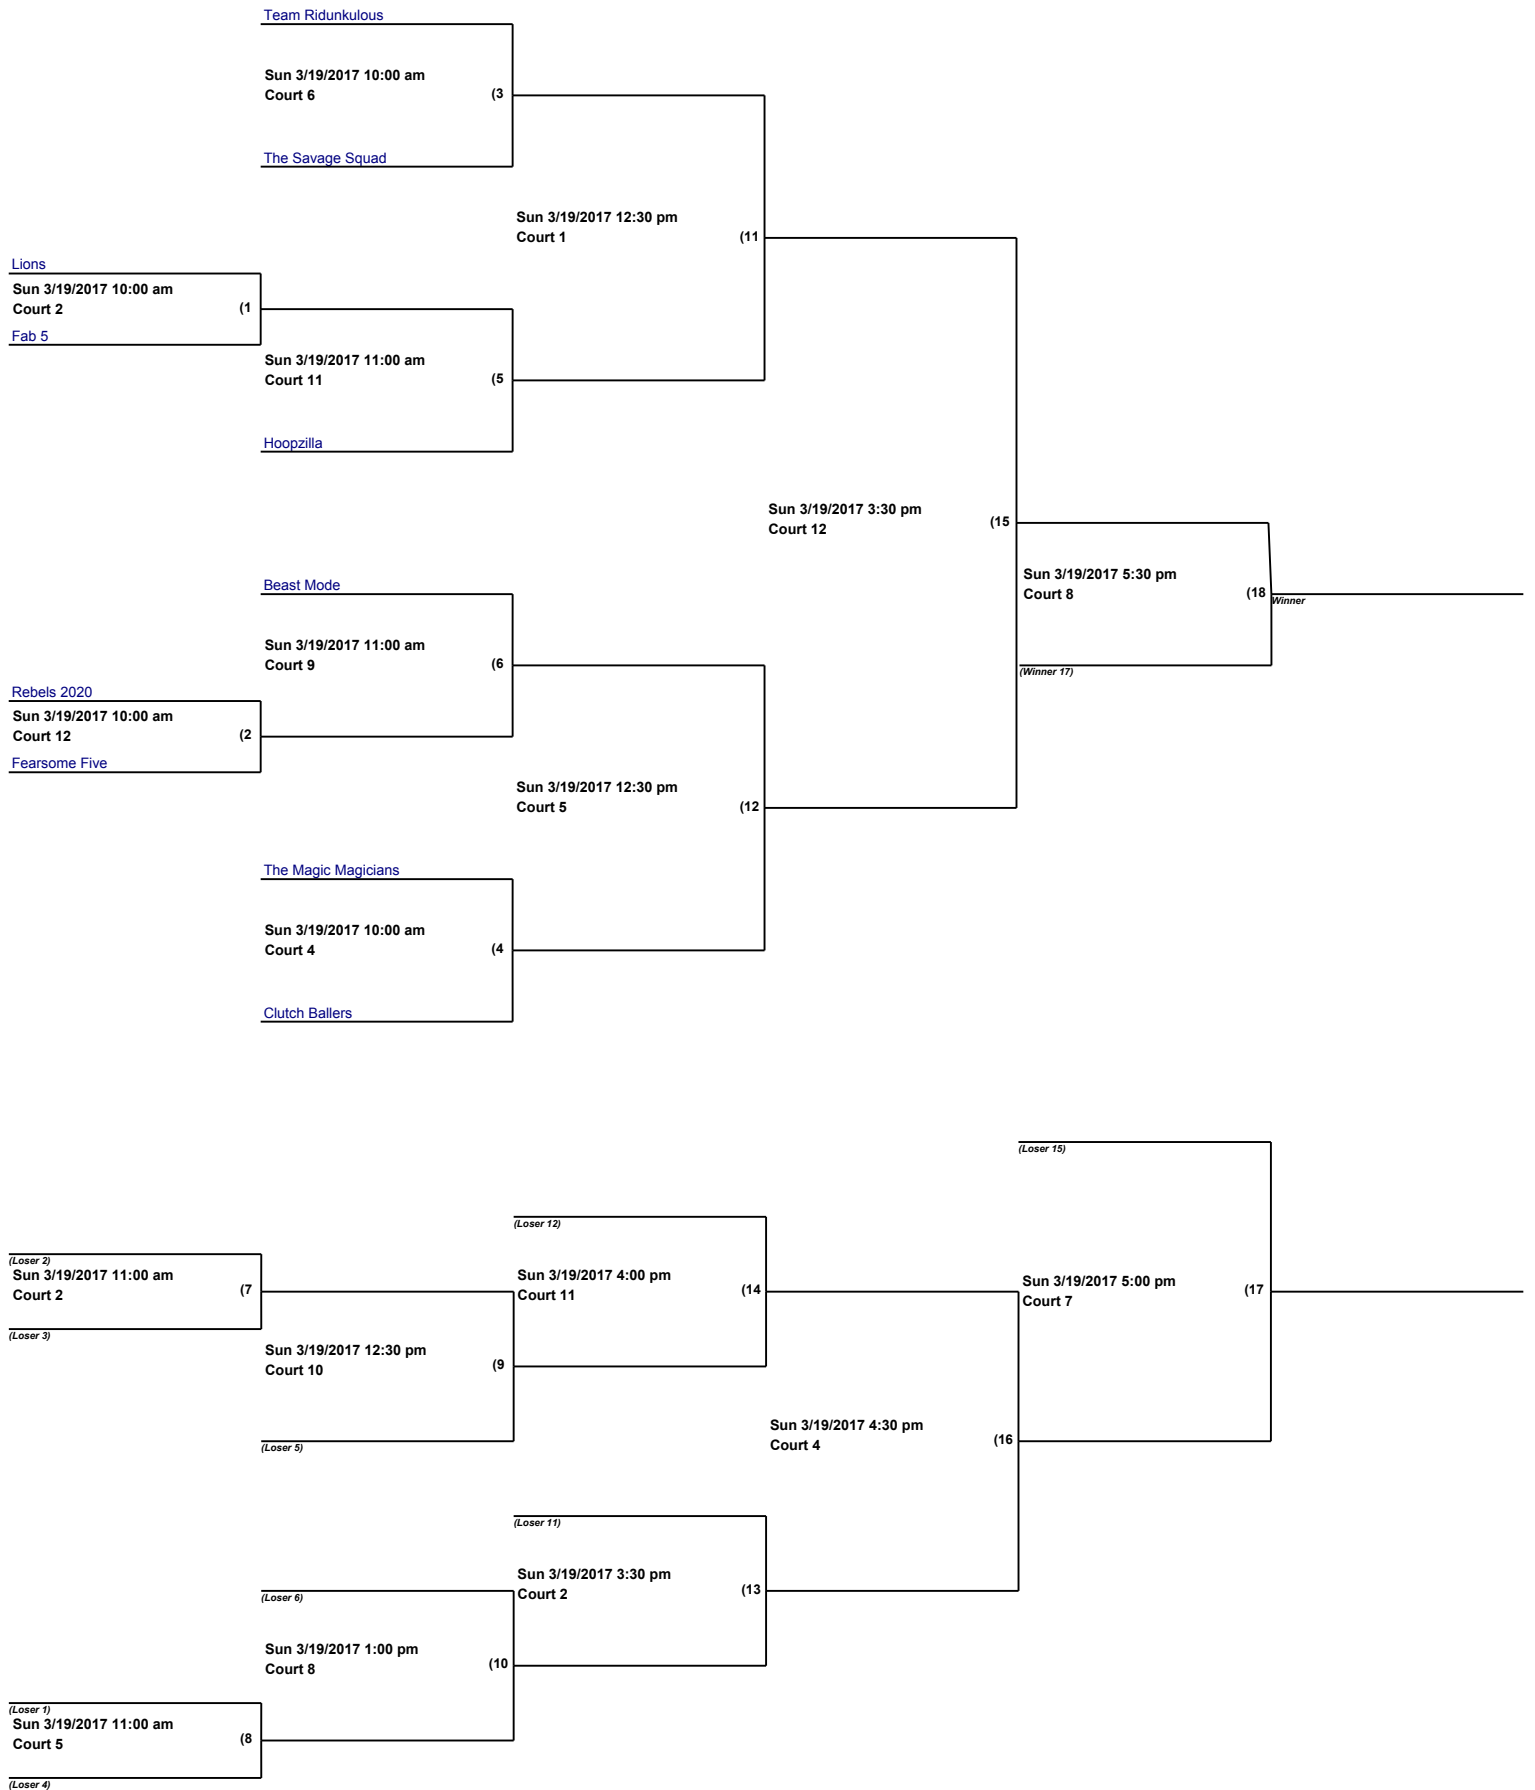 Team Ridunkulous
Sun 3/19/2017 10:00 am
Court 6
(3
The Savage Squad
Sun 3/19/2017 12:30 pm
Court 1
(11
Lions
Sun 3/19/2017 10:00 am
Court 2
(1
Fab 5
Sun 3/19/2017 11:00 am
Court 11
(5
Hoopzilla
Sun 3/19/2017 3:30 pm
Court 12
(15
Beast Mode
Sun 3/19/2017 5:30 pm
Court 8
(18
Winner
Sun 3/19/2017 11:00 am
Court 9
(6
(Winner 17)
Rebels 2020
Sun 3/19/2017 10:00 am
Court 12
(2
Fearsome Five
Sun 3/19/2017 12:30 pm
Court 5
(12
The Magic Magicians
Sun 3/19/2017 10:00 am
Court 4
(4
Clutch Ballers
(Loser 15)
(Loser 12)
(Loser 2)
Sun 3/19/2017 11:00 am
Court 2
(7
(Loser 3)
Sun 3/19/2017 4:00 pm
Court 11
(14
Sun 3/19/2017 5:00 pm
Court 7
(17
Sun 3/19/2017 12:30 pm
Court 10
(9
(Loser 5)
Sun 3/19/2017 4:30 pm
Court 4
(16
(Loser 11)
Sun 3/19/2017 3:30 pm
Court 2
(13
(Loser 6)
Sun 3/19/2017 1:00 pm
Court 8
(10
(Loser 1)
Sun 3/19/2017 11:00 am
Court 5
(8
(Loser 4)